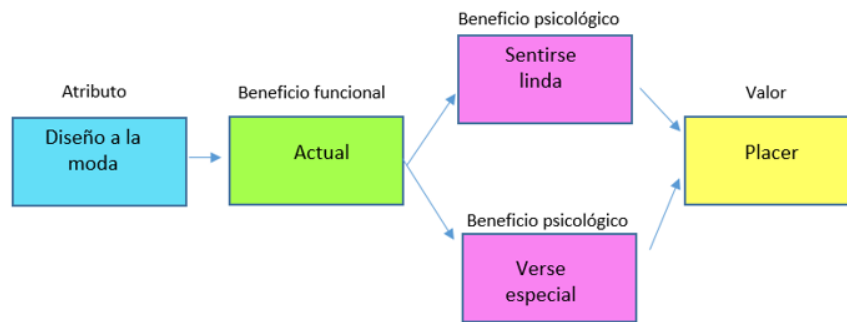 Atributo
Diseño a la
moda
Beneficio funcional
Actual
Beneficio psicológico
Sentirse
linda
Beneficio psicológico
Verse
especial
Valor
Placer